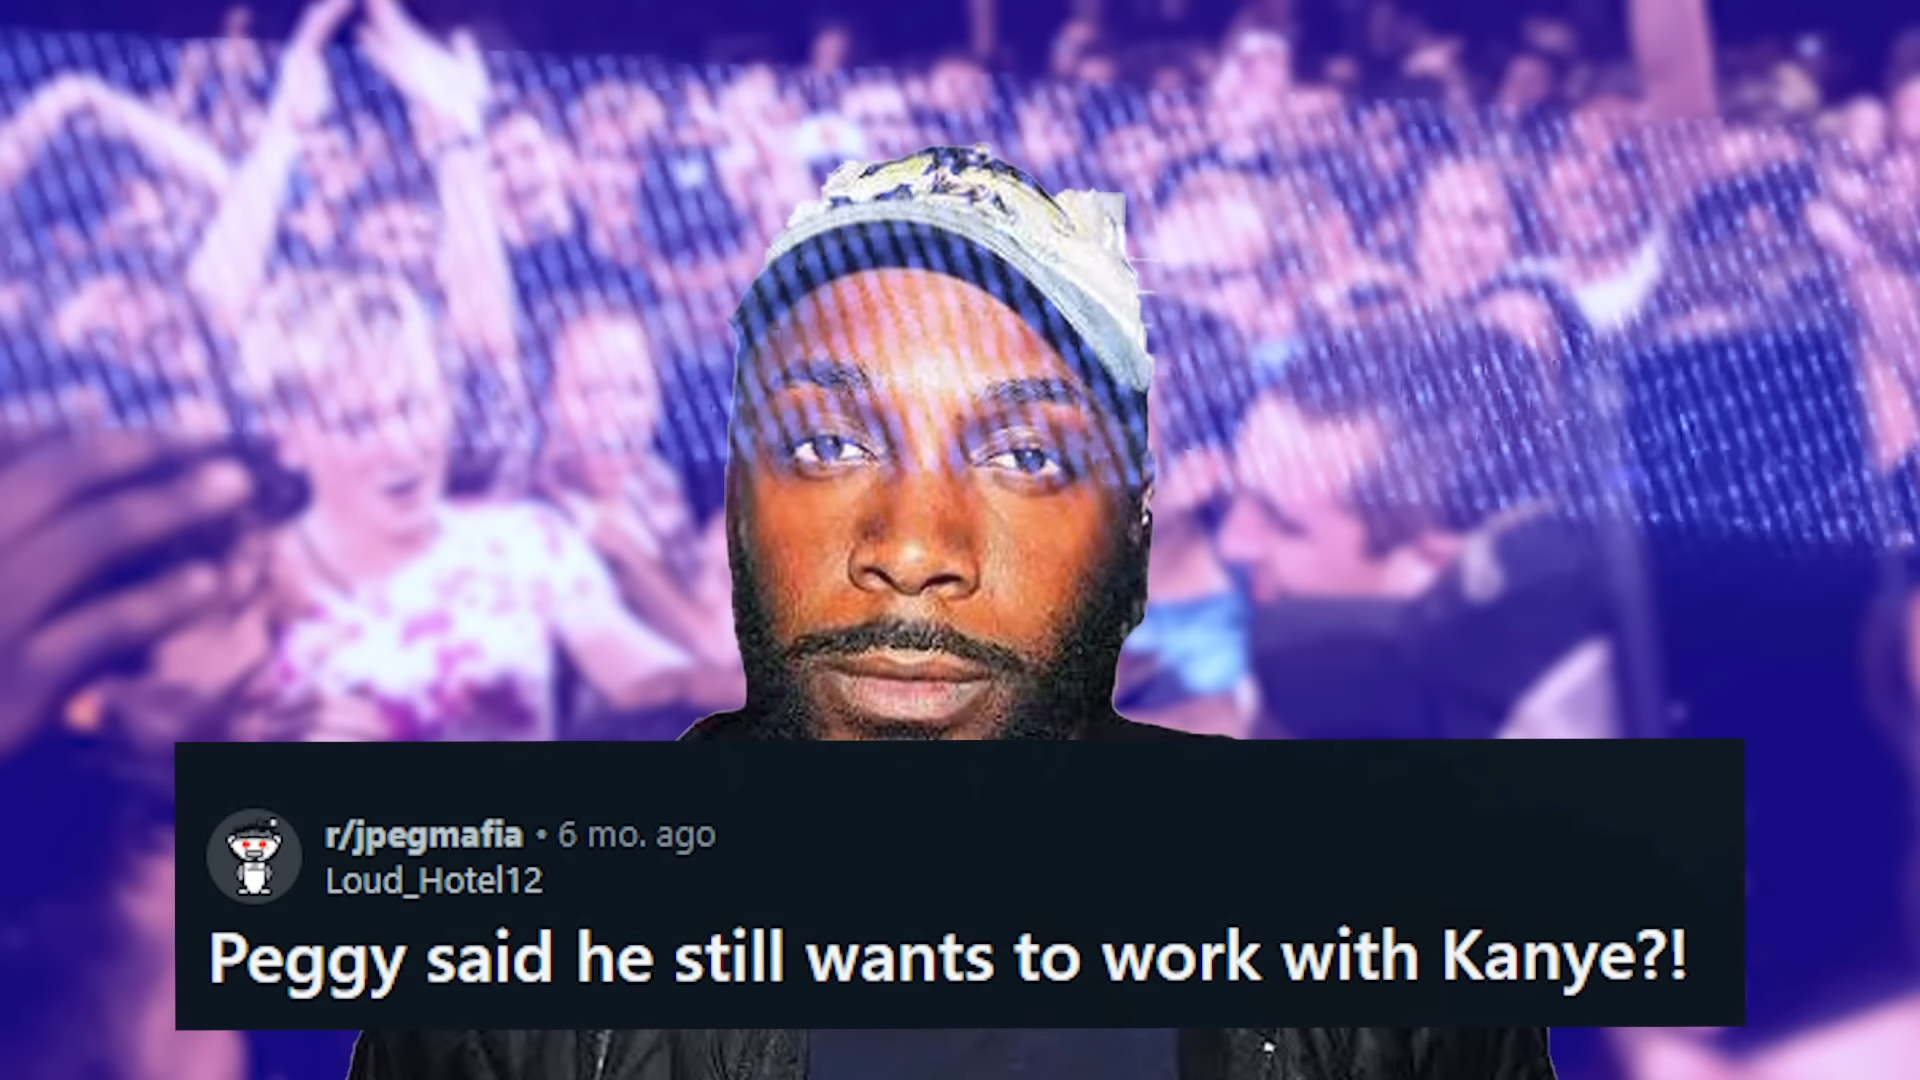 r/jpegmafia • 6 mo. ago
Loud_Hotel12
Peggy said he still wants to work with Kanye?!